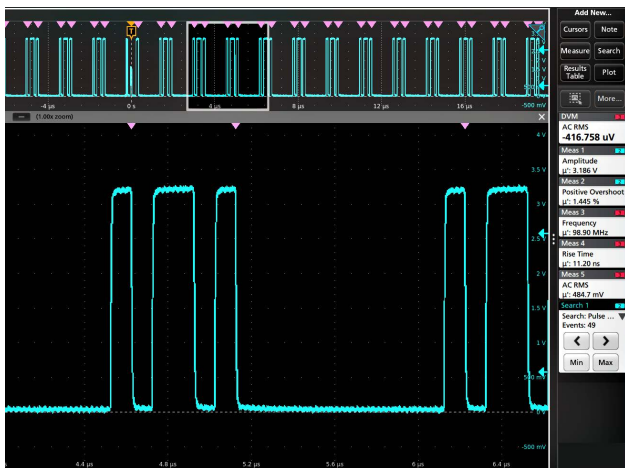 Add New...
Cursors
Note
Measure
Search
Results
Table
Plot
More...
T
-4 µs
0 s
4 µs
8 µs
12 µs
16 µs
-500 mV
(1.00x zoom)
4 V
3.5 V
3 V
2.5 V
2 V
1.5 V
1 V
500 mV
0 V
-500 mV
4.4 µs
4.8 µs
5.2 µs
5.6 µs
6 µs
6.4 µs
DVM
AC RMS
-416.758 uV
Meas 1
Amplitude
µ': 3.186 V
Meas 2
Positive Overshoot
µ': 1.445 %
Meas 3
Frequency
µ': 98.90 MHz
Meas 4
Rise Time
µ': 11.20 ns
Meas 5
AC RMS
µ': 484.7 mV
Search 1
Search: Pulse ...
Events: 49
Min
Max